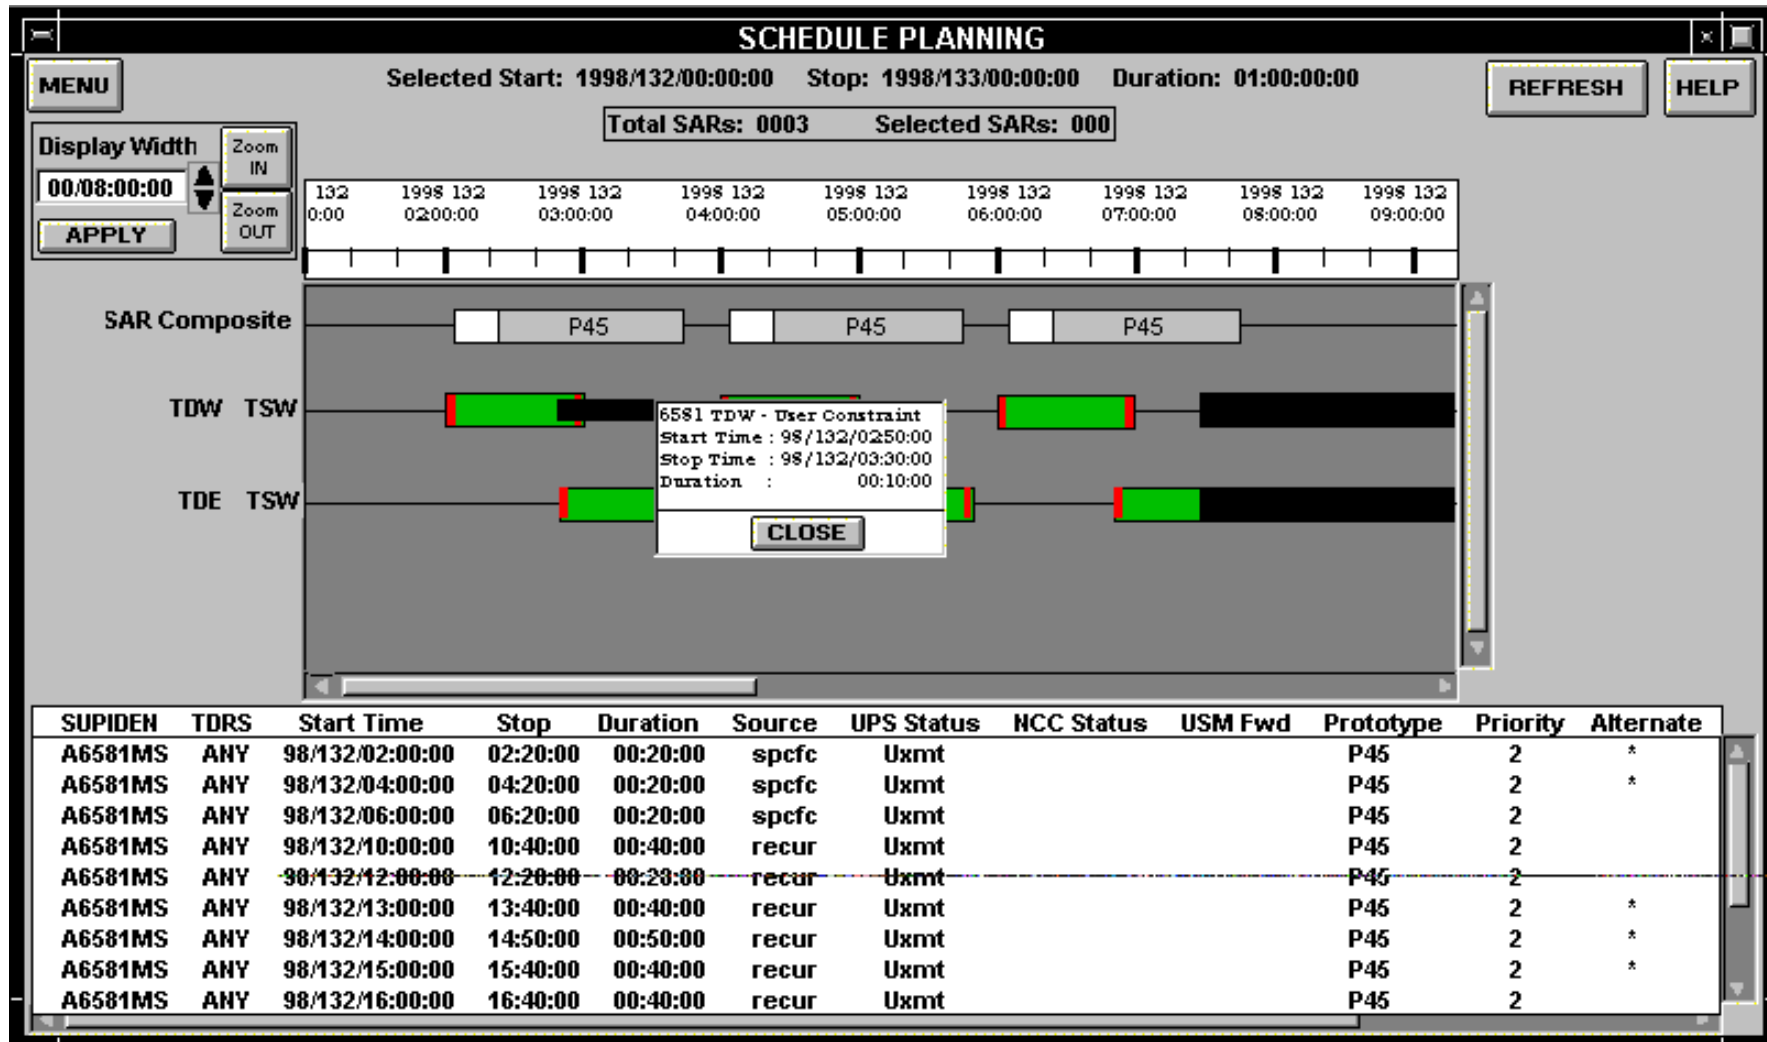 SCHEDULE PLANNING
MENU
Selected Start: 1998/132/00:00:00 Stop: 1998/133/00:00:00 Duration: 01:00:00:00
REFRESH
HELP
Total SARs: 0003 Selected SARs: 000
Display Width
00/08:00:00
APPLY
Zoom IN
Zoom OUT
132 1998 132 1998 132 1998 132 1998 132 1998 132 1998 132 1998 132 1998 132
0:00 02:00:00 03:00:00 04:00:00 05:00:00 06:00:00 07:00:00 08:00:00 09:00:00
SAR Composite P45 P45 P45
TDW TSW
6581 TDW - User Constraint
Start Time : 98/132/02:50:00
Stop Time : 98/132/03:30:00
Duration : 00:10:00
CLOSE
TDE TSW
SUPIDEN TDRS Start Time Stop Duration Source UPS Status NCC Status USM Fwd Prototype Priority Alternate
A6581MS ANY 98/132/02:00:00 02:20:00 00:20:00 spcfc Uxmt P45 2 *
A6581MS ANY 98/132/04:00:00 04:20:00 00:20:00 spcfc Uxmt P45 2 *
A6581MS ANY 98/132/06:00:00 06:20:00 00:20:00 spcfc Uxmt P45 2
A6581MS ANY 98/132/10:00:00 10:40:00 00:40:00 recur Uxmt P45 2
A6581MS ANY 98/132/12:00:00 12:20:00 00:20:00 recur Uxmt P45 2
A6581MS ANY 98/132/13:00:00 13:40:00 00:40:00 recur Uxmt P45 2 *
A6581MS ANY 98/132/14:00:00 14:50:00 00:50:00 recur Uxmt P45 2 *
A6581MS ANY 98/132/15:00:00 15:40:00 00:40:00 recur Uxmt P45 2 *
A6581MS ANY 98/132/16:00:00 16:40:00 00:40:00 recur Uxmt P45 2